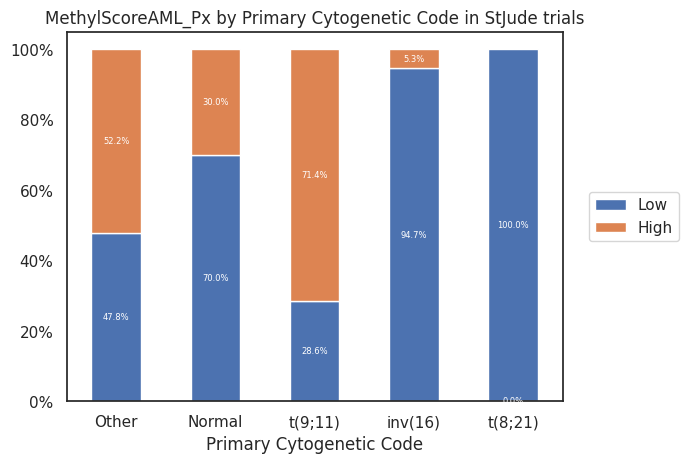 MethylScoreAML_Px by Primary Cytogenetic Code in StJude trials
100%
80%
60%
40%
20%
0%
52.2%
47.8%
30.0%
70.0%
71.4%
28.6%
5.3%
94.7%
100.0%
0.0%
Low
High
Other
Normal
t(9;11)
inv(16)
t(8;21)
Primary Cytogenetic Code